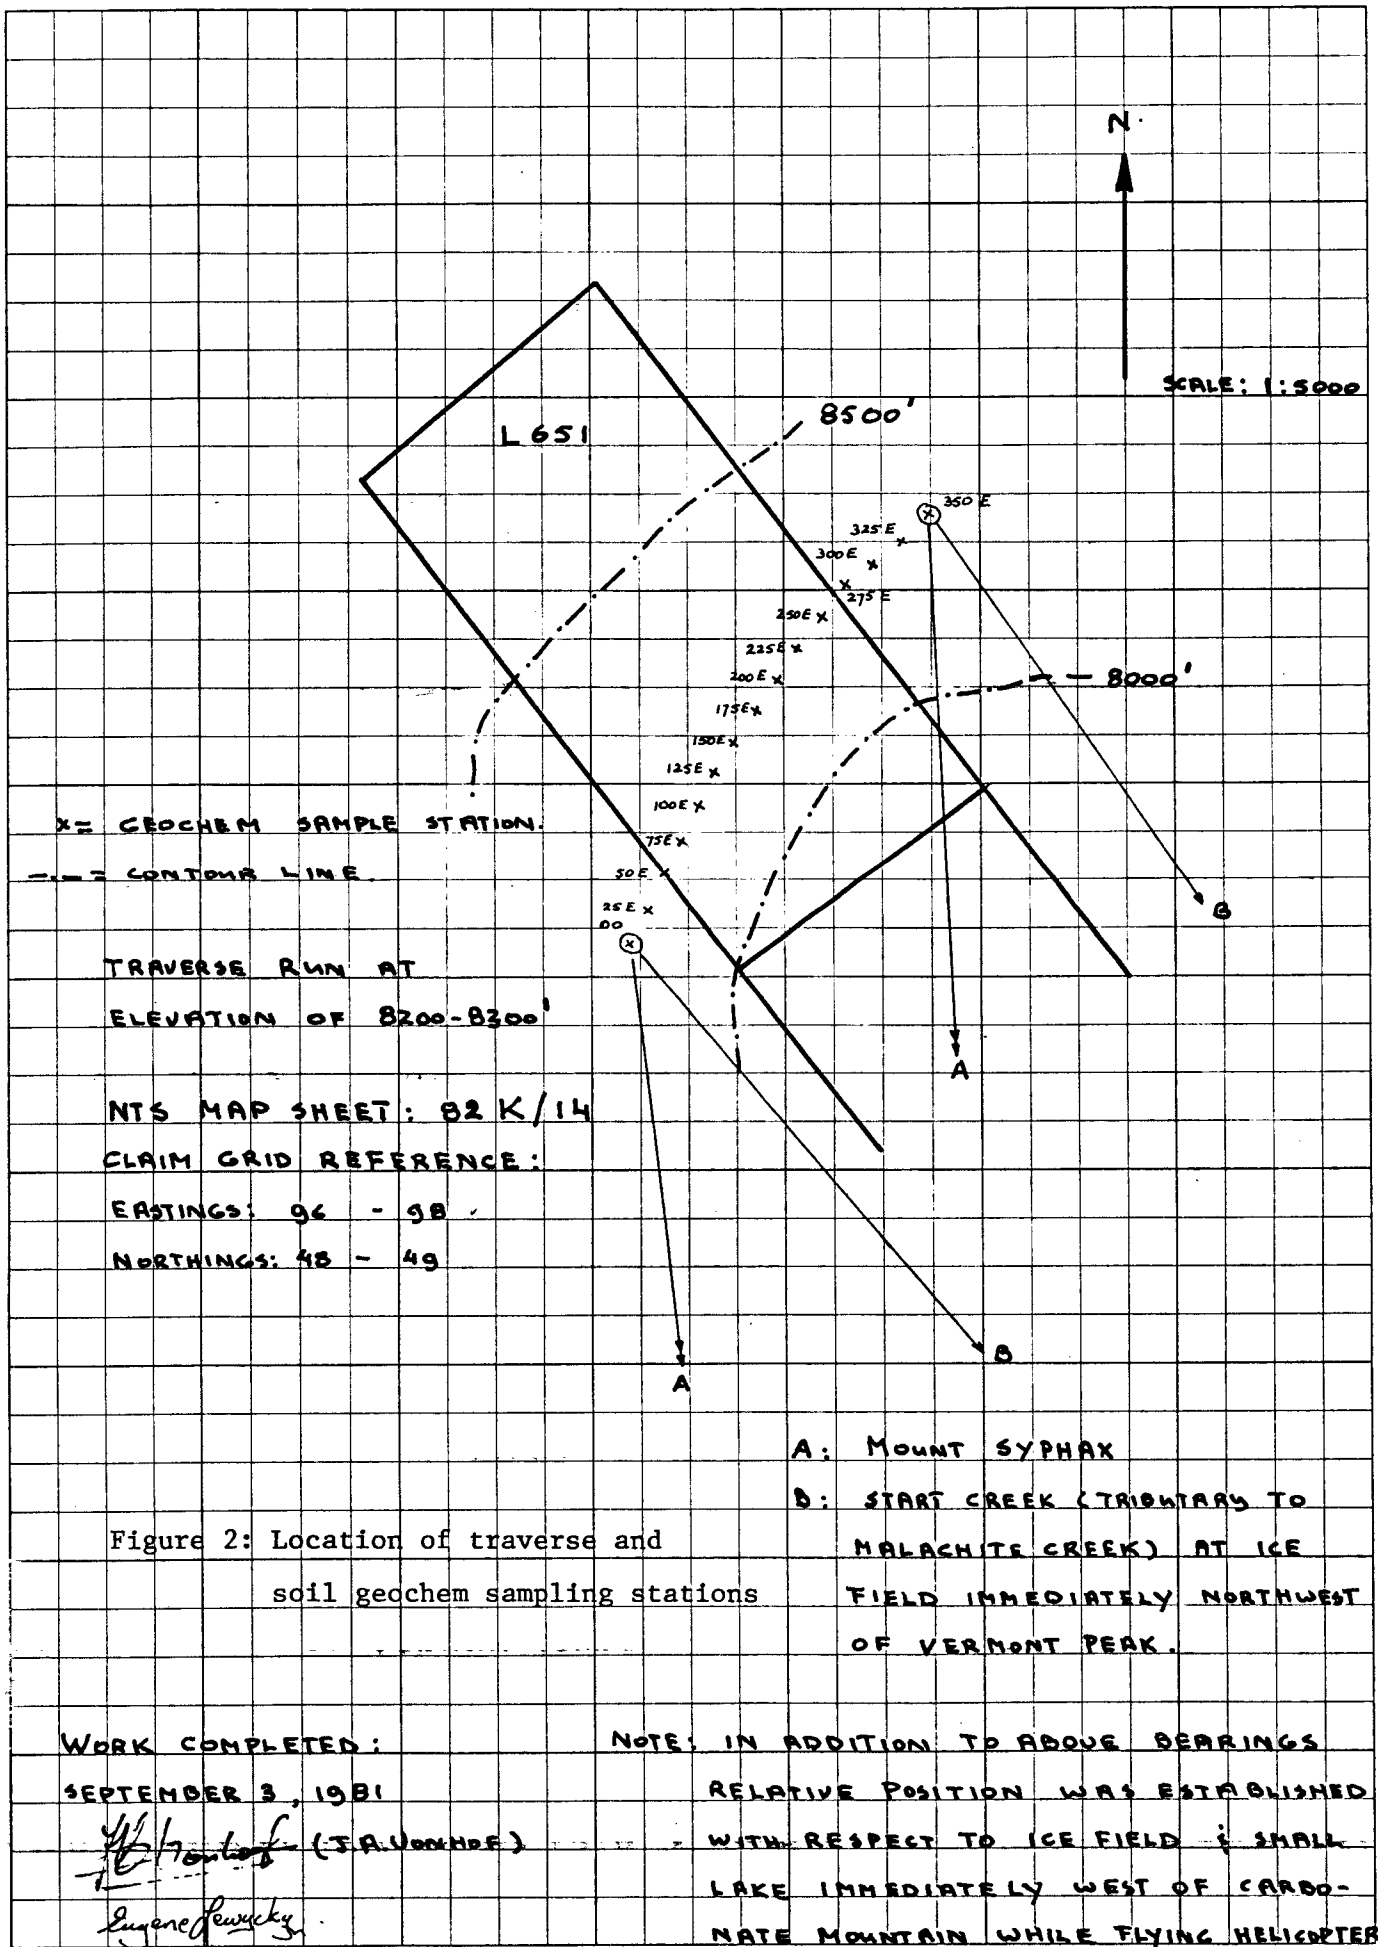 N.
SCALE: 1:5000
8500'
L 651
350 E
325 E
300 E
275 E
250 E
225 E
200 E
8000'
175 E
150 E
125 E
100 E
x = GEOCHEM SAMPLE STATION.
75 E
-.-.- = CONTOUR LINE.
50 E
25 E
00
B
TRAVERSE RUN AT
ELEVATION OF 8200-8300'
A
NTS MAP SHEET: 82 K/14
CLAIM GRID REFERENCE:
EASTINGS: 96 - 98
NORTHINGS: 48 - 49
B
A
A: MOUNT SYPHAX
B: START CREEK (TRIBUTARY TO
MALACHITE CREEK) AT ICE
FIELD IMMEDIATELY NORTHWEST
OF VERMONT PEAK.
Figure 2: Location of traverse and
soil geochem sampling stations
WORK COMPLETED:
SEPTEMBER 3, 1981
(J.A. VONHOF)
Eugene
NOTE: IN ADDITION TO ABOVE BEARINGS
RELATIVE POSITION WAS ESTABLISHED
WITH RESPECT TO ICE FIELD & SMALL
LAKE IMMEDIATELY WEST OF CARBO-
NATE MOUNTAIN WHILE FLYING HELICOPTER